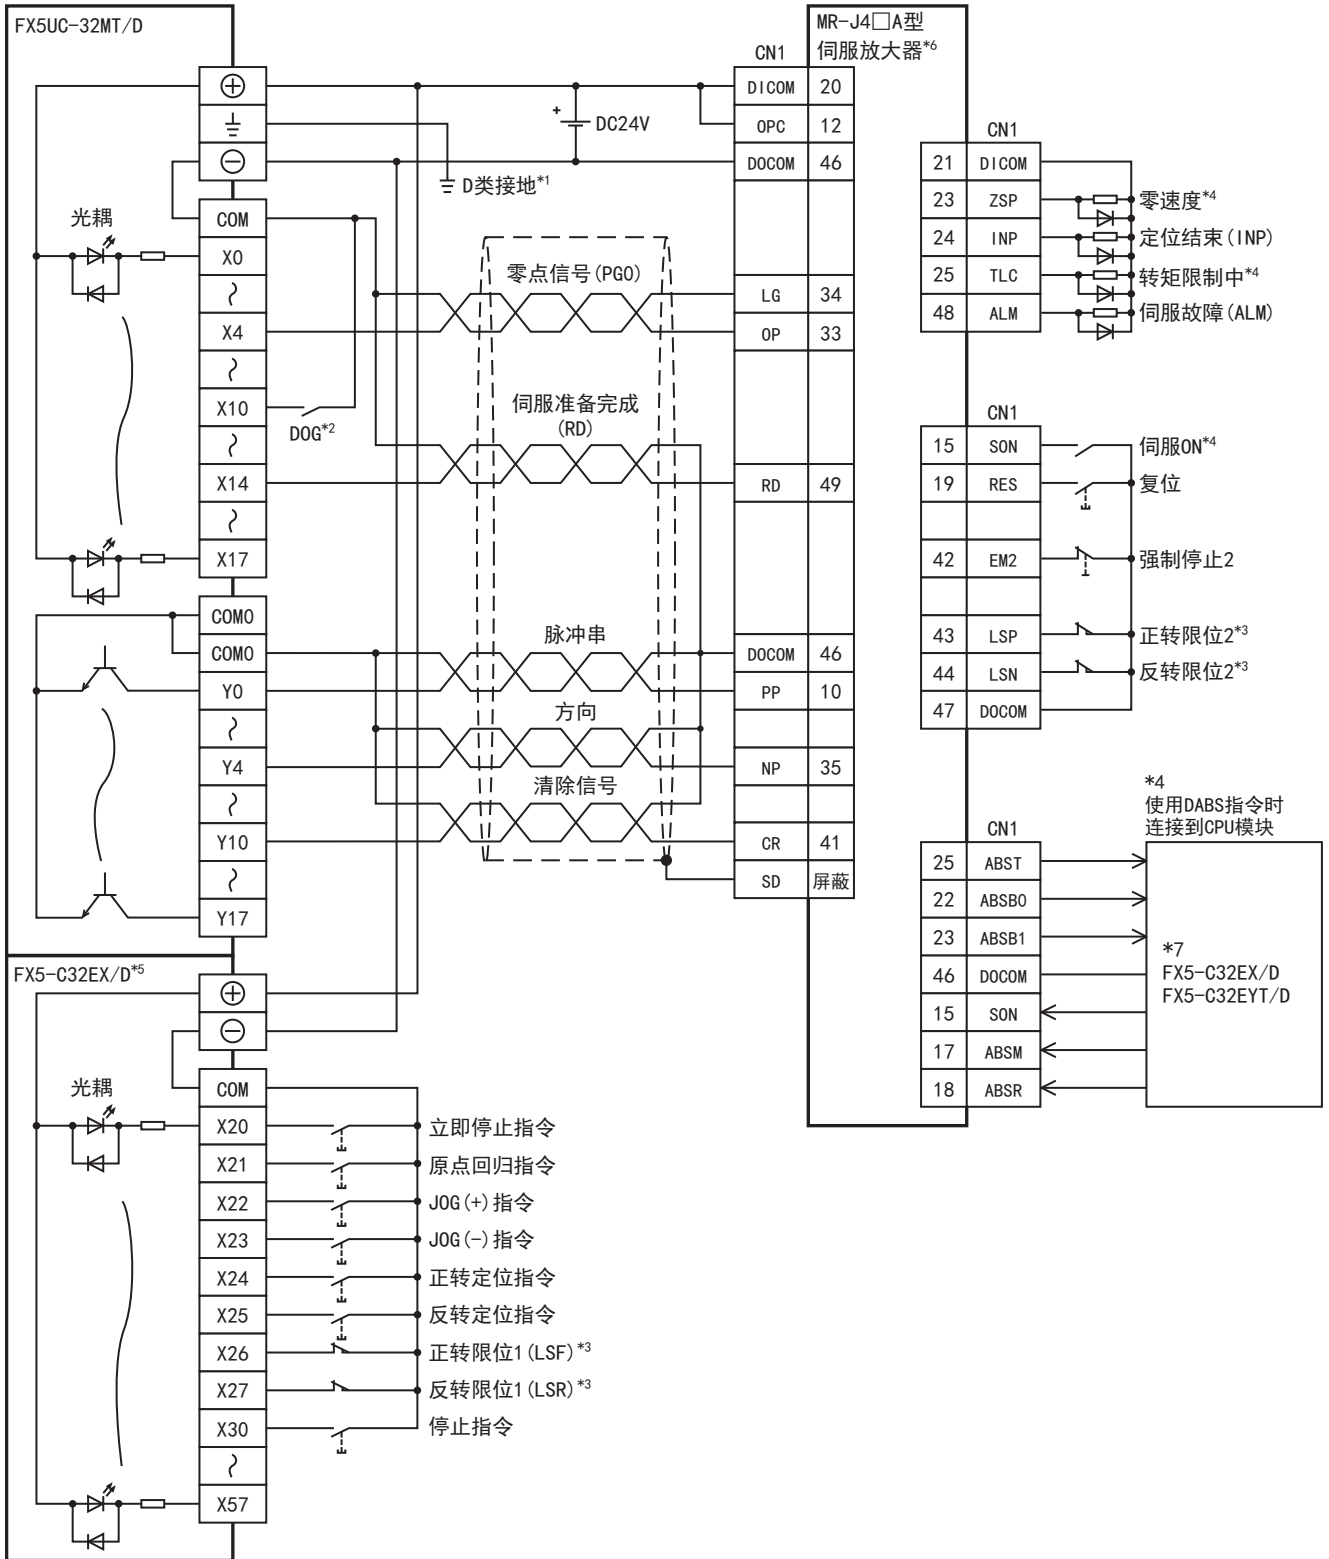 FX5UC-32MT/D
MR-J4□A型
伺服放大器*6
CN1
DICOM 20
OPC 12
DOCOM 46
+
DC24V
D类接地*1
光耦
COM
X0
X4
X10
X14
X17
DOG*2
零点信号(PG0)
LG 34
OP 33
伺服准备完成
(RD)
RD 49
COM0
COM0
Y0
Y4
Y10
Y17
脉冲串
DOCOM 46
PP 10
方向
NP 35
清除信号
CR 41
SD 屏蔽
CN1
21 DICOM
23 ZSP 零速度*4
24 INP 定位结束(INP)
25 TLC 转矩限制中*4
48 ALM 伺服故障(ALM)
CN1
15 SON 伺服ON*4
19 RES 复位
42 EM2 强制停止2
43 LSP 正转限位2*3
44 LSN 反转限位2*3
47 DOCOM
*4
使用DABS指令时
连接到CPU模块
CN1
25 ABST
22 ABSB0
23 ABSB1
46 DOCOM
15 SON
17 ABSM
18 ABSR
*7
FX5-C32EX/D
FX5-C32EYT/D
FX5-C32EX/D*5
光耦
COM
X20 立即停止指令
X21 原点回归指令
X22 JOG(+)指令
X23 JOG(-)指令
X24 正转定位指令
X25 反转定位指令
X26 正转限位1(LSF)*3
X27 反转限位1(LSR)*3
X30 停止指令
X57